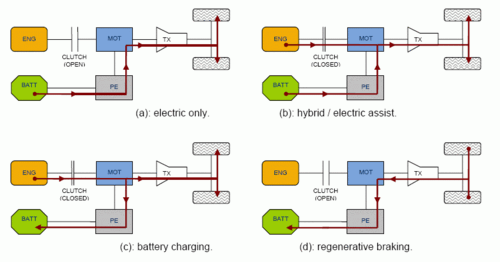 ENG
MOT
TX
CLUTCH
(OPEN)
BATT
PE
(a): electric only.
ENG
MOT
TX
CLUTCH
(CLOSED)
BATT
PE
(b): hybrid / electric assist.
ENG
MOT
TX
CLUTCH
(CLOSED)
BATT
PE
(c): battery charging.
ENG
MOT
TX
CLUTCH
(OPEN)
BATT
PE
(d): regenerative braking.